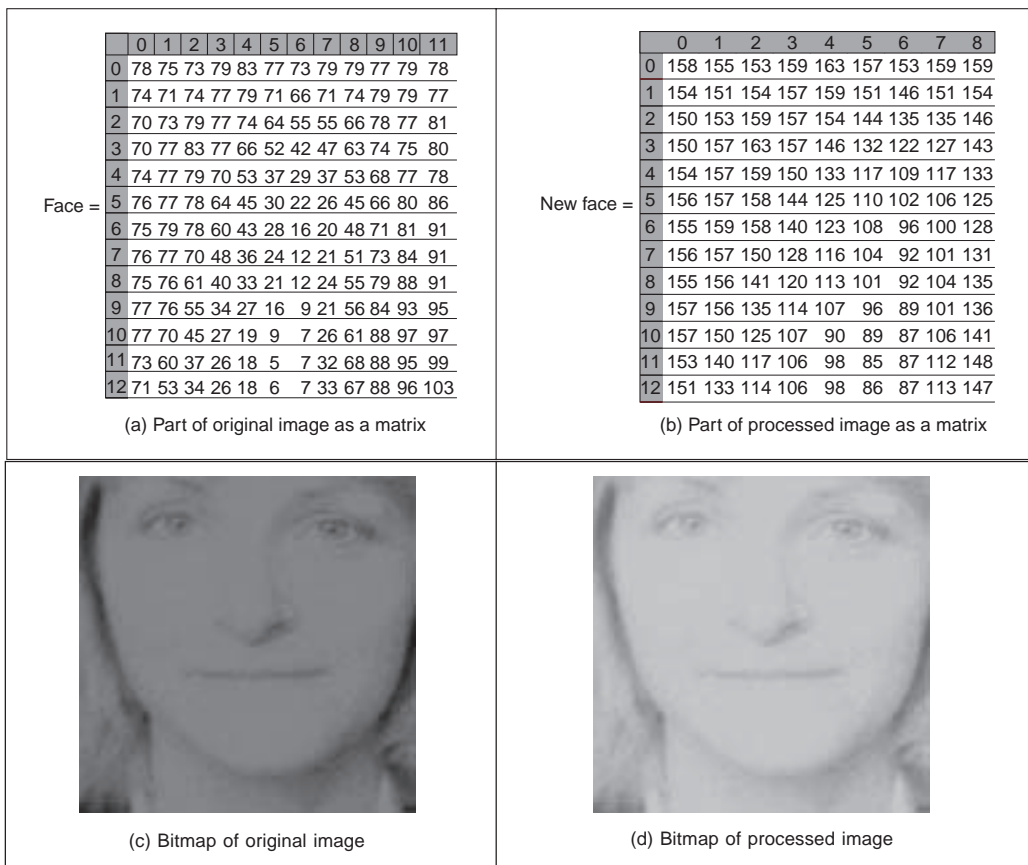 0 1 2 3 4 5 6 7 8 9 10 11
0 78 75 73 79 83 77 73 79 79 77 79 78
1 74 71 74 77 79 71 66 71 74 79 79 77
2 70 73 79 77 74 64 55 55 66 78 77 81
3 70 77 83 77 66 52 42 47 63 74 75 80
4 74 77 79 70 53 37 29 37 53 68 77 78
Face = 5 76 77 78 64 45 30 22 26 45 66 80 86
6 75 79 78 60 43 28 16 20 48 71 81 91
7 76 77 70 48 36 24 12 21 51 73 84 91
8 75 76 61 40 33 21 12 24 55 79 88 91
9 77 76 55 34 27 16 9 21 56 84 93 95
10 77 70 45 27 19 9 7 26 61 88 97 97
11 73 60 37 26 18 5 7 32 68 88 95 99
12 71 53 34 26 18 6 7 33 67 88 96 103
(a) Part of original image as a matrix
0 1 2 3 4 5 6 7 8
0 158 155 153 159 163 157 153 159 159
1 154 151 154 157 159 151 146 151 154
2 150 153 159 157 154 144 135 135 146
3 150 157 163 157 146 132 122 127 143
4 154 157 159 150 133 117 109 117 133
New face = 5 156 157 158 144 125 110 102 106 125
6 155 159 158 140 123 108 96 100 128
7 156 157 150 128 116 104 92 101 131
8 155 156 141 120 113 101 92 104 135
9 157 156 135 114 107 96 89 101 136
10 157 150 125 107 90 89 87 106 141
11 153 140 117 106 98 85 87 112 148
12 151 133 114 106 98 86 87 113 147
(b) Part of processed image as a matrix
(c) Bitmap of original image
(d) Bitmap of processed image